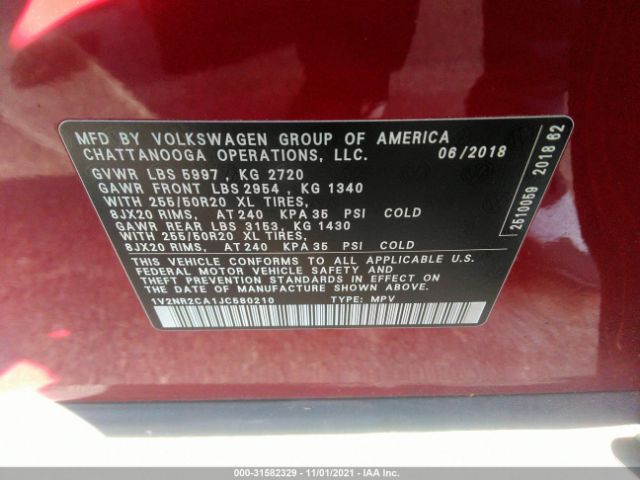 MFD BY VOLKSWAGEN GROUP OF AMERICA
CHATTANOOGA OPERATIONS, LLC. 06/2018
GVWR LBS 5997 , KG 2720
GAWR FRONT LBS 2954 , KG 1340
WITH 255/50R20 XL TIRES,
8JX20 RIMS, AT 240 KPA 35 PSI COLD
GAWR REAR LBS 3153, KG 1430
WITH 255/50R20 XL TIRES,
8JX20 RIMS, AT 240 KPA 35 PSI COLD
THIS VEHICLE CONFORMS TO ALL APPLICABLE U.S.
FEDERAL MOTOR VEHICLE SAFETY AND
THEFT PREVENTION STANDARDS IN EFFECT ON
THE DATE OF MANUFACTURE SHOWN ABOVE.
1V2NR2CA1JC580210 TYPE: MPV
2510059 2018 62
000-31582329 - 11/01/2021 - IAAI.com